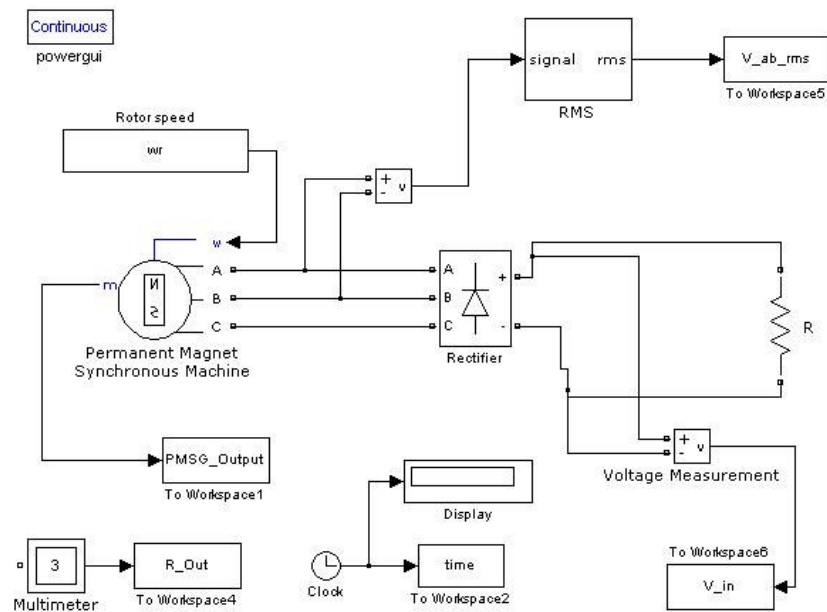 Continuous
powergui
signal rms
RMS
V_ab_rms
To Workspace5
Rotor speed
wr
+
-
v
w
m
N
S
A
B
C
Permanent Magnet
Synchronous Machine
A
B
C
+
-
Rectifier
R
+
-
v
Voltage Measurement
PMSG_Output
To Workspace1
Display
3
Multimeter
R_Out
To Workspace4
Clock
time
To Workspace2
To Workspace6
V_in